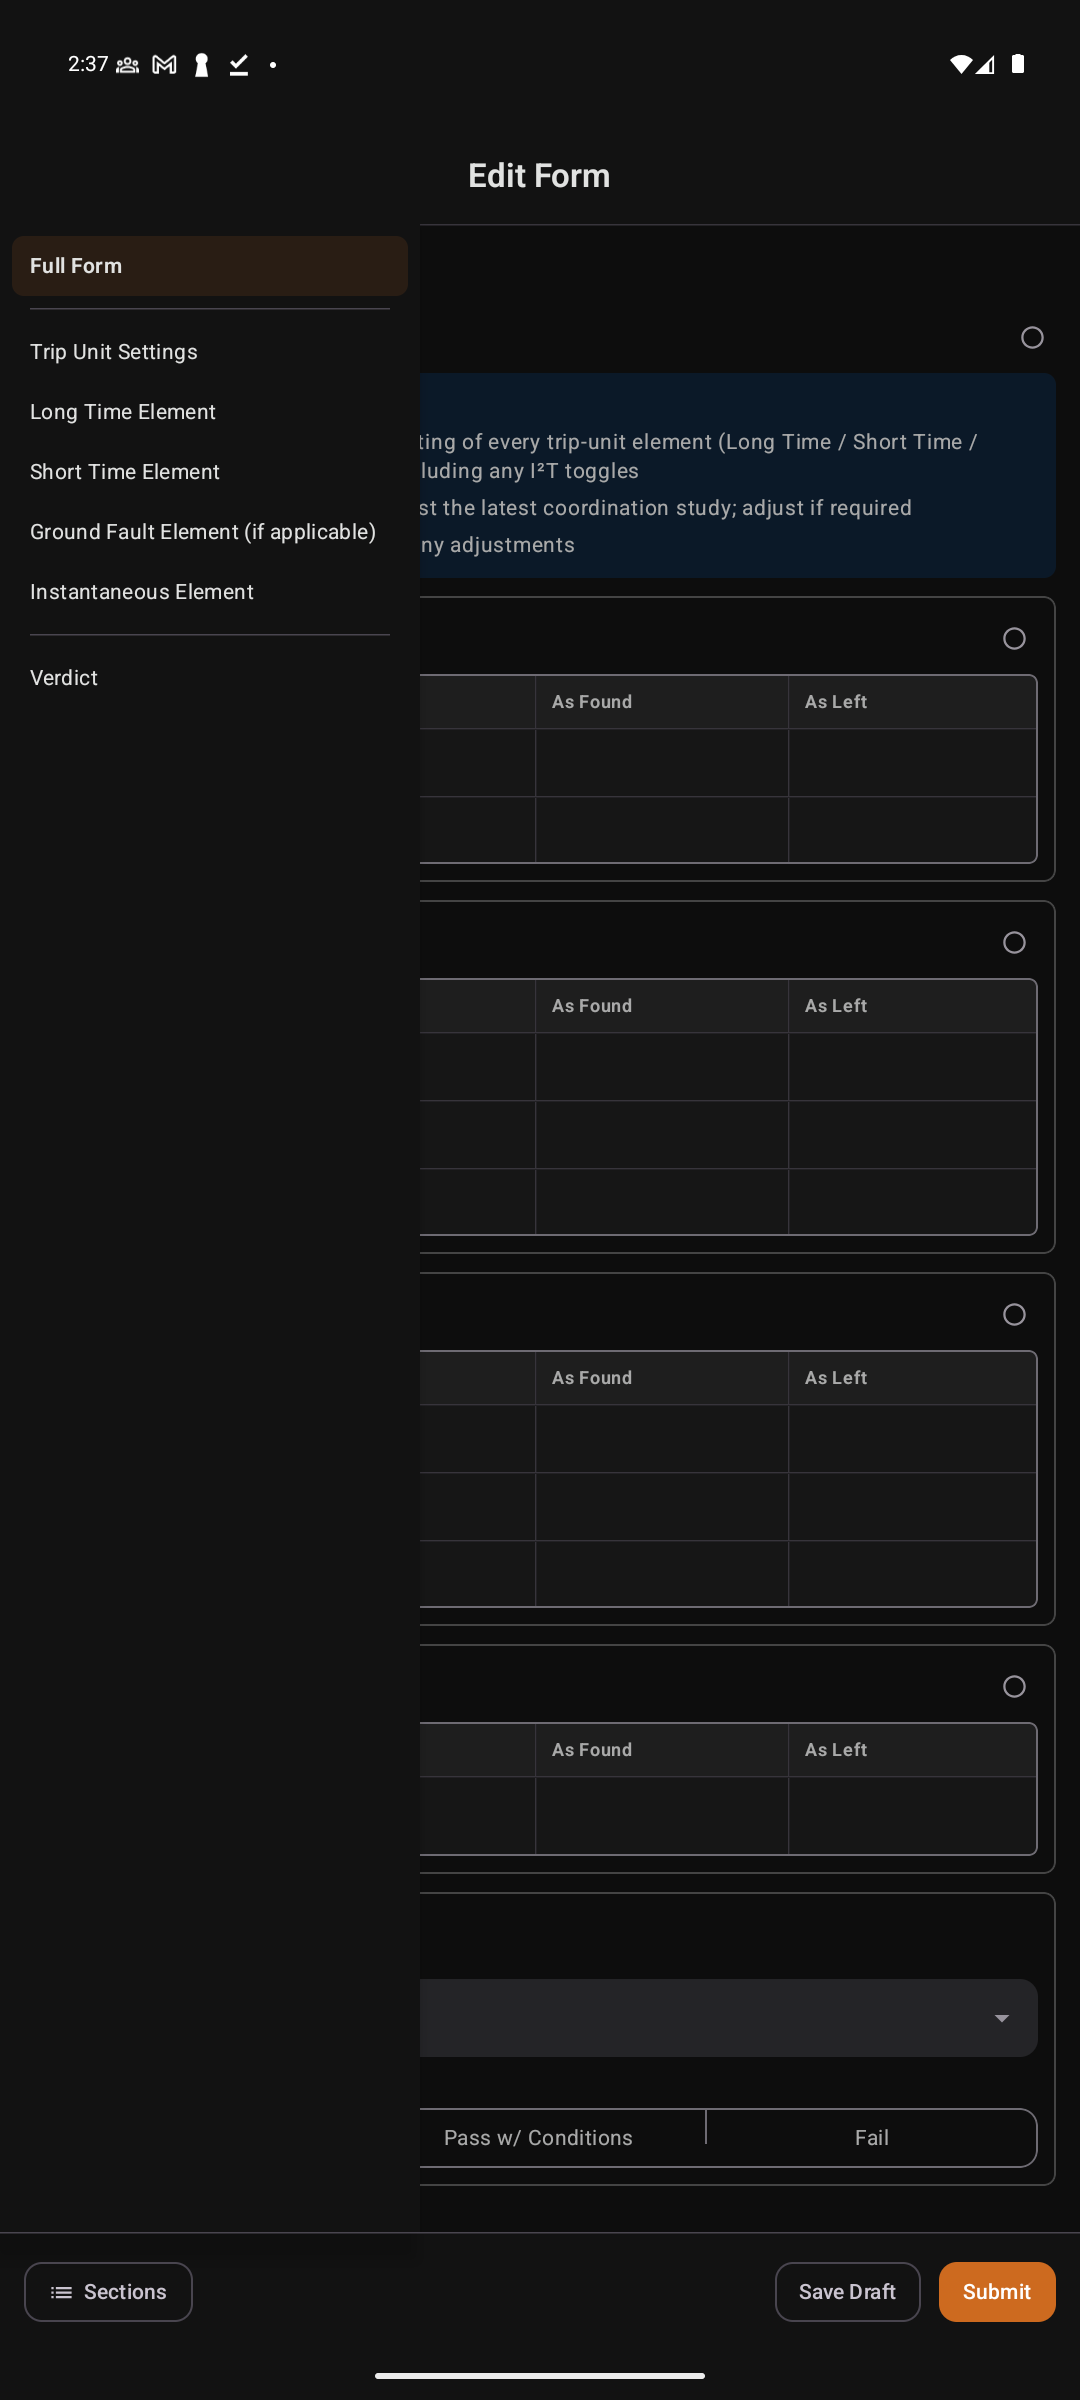 2:37
Edit Form
Full Form
Trip Unit Settings
Long Time Element
Short Time Element
Ground Fault Element (if applicable)
Instantaneous Element
Verdict
ting of every trip-unit element (Long Time / Short Time /
luding any I²T toggles
st the latest coordination study; adjust if required
ny adjustments
As Found As Left
As Found As Left
As Found As Left
As Found As Left
Pass w/ Conditions Fail
Sections Save Draft Submit